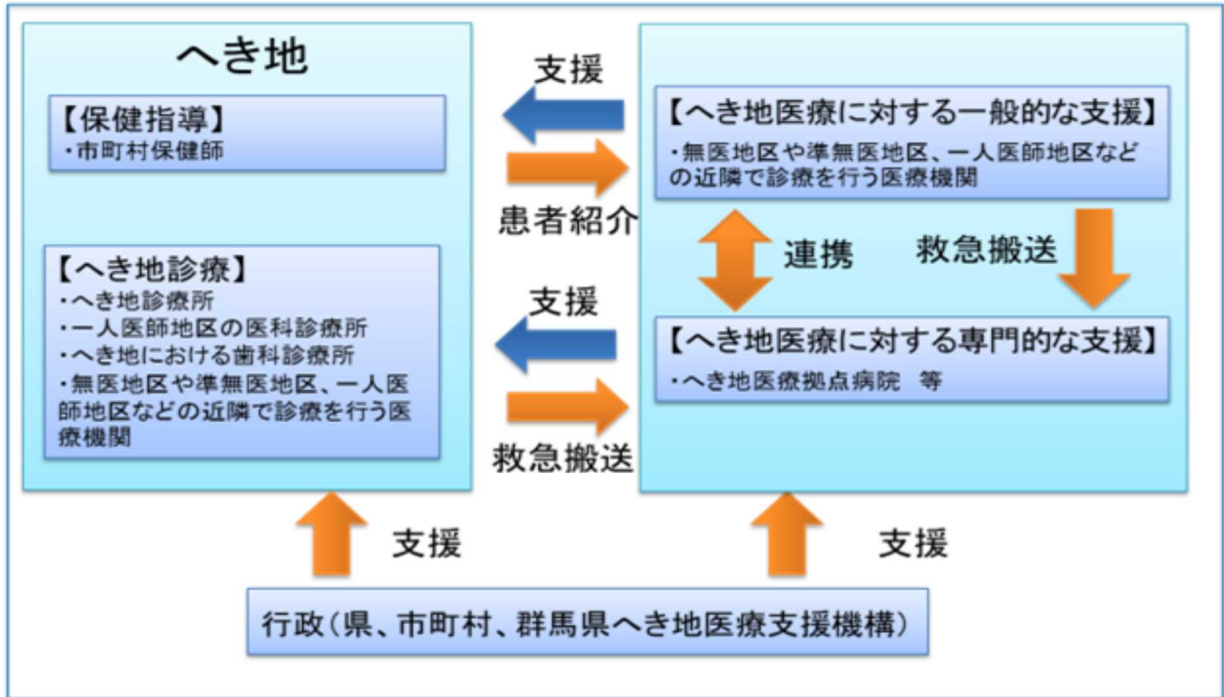 へき地
【保健指導】
・市町村保健師
【へき地診療】
・へき地診療所
・一人医師地区の医科診療所
・へき地における歯科診療所
・無医地区や準無医地区、一人医
師地区などの近隣で診療を行う医
療機関
支援
患者紹介
支援
救急搬送
【へき地医療に対する一般的な支援】
・無医地区や準無医地区、一人医師地区など
の近隣で診療を行う医療機関
連携
救急搬送
【へき地医療に対する専門的な支援】
・へき地医療拠点病院 等
支援
支援
行政(県、市町村、群馬県へき地医療支援機構)